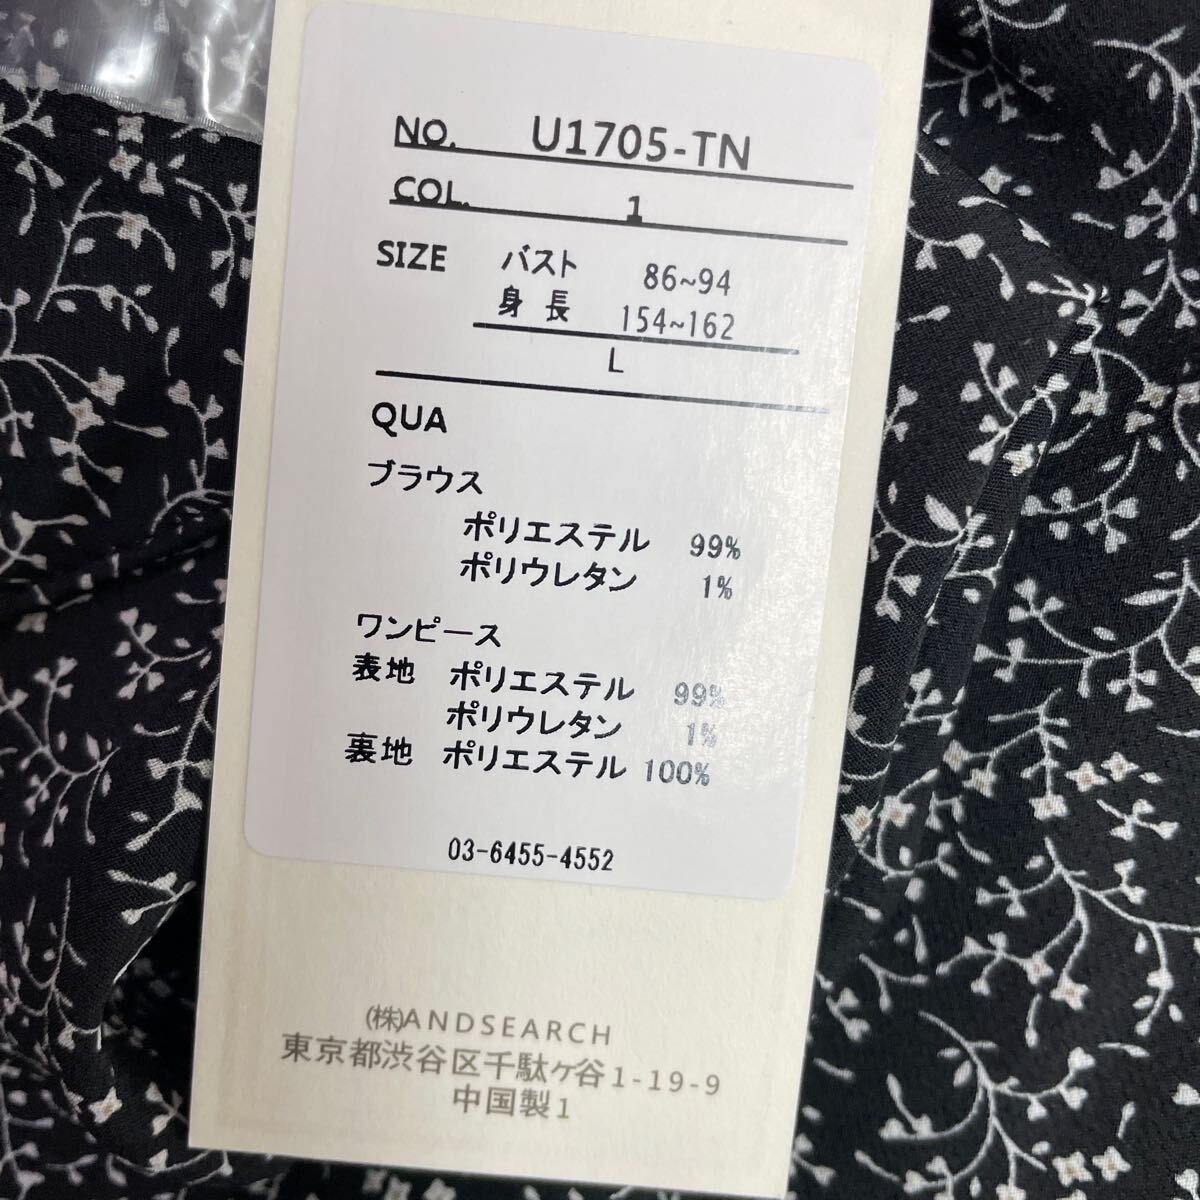 NO. U1705-TN
COL. 1
SIZE バスト 86~94
身長 154~162
L
QUA
ブラウス
ポリエステル 99%
ポリウレタン 1%
ワンピース
表地 ポリエステル 99%
ポリウレタン 1%
裏地 ポリエステル 100%
03-6455-4552
(株)ANDSEARCH
東京都渋谷区千駄ヶ谷1-19-9
中国製1